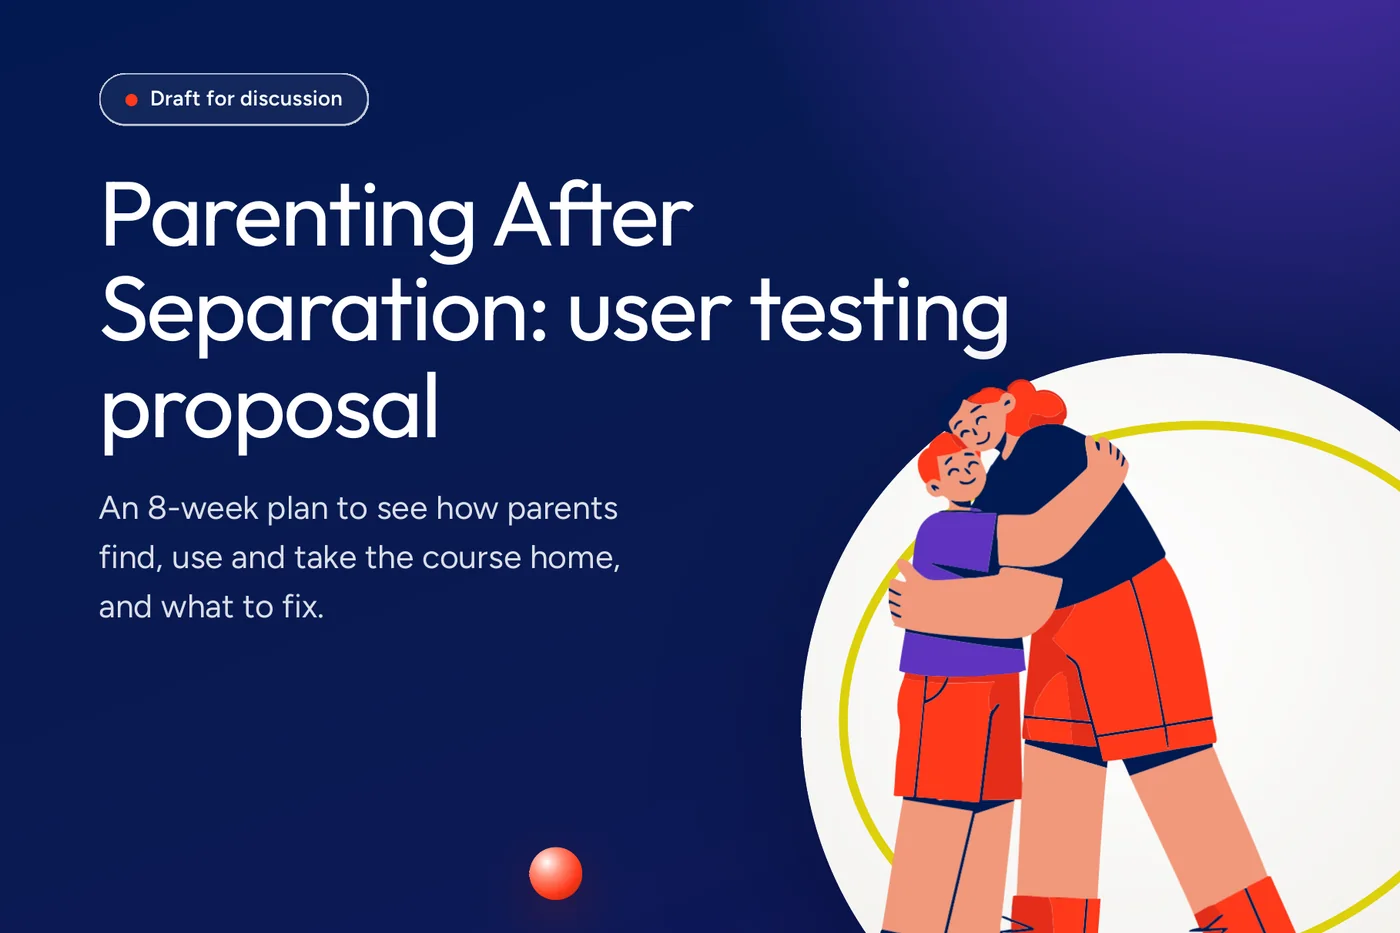 Draft for discussion
Parenting After
Separation: user testing
proposal
An 8-week plan to see how parents
find, use and take the course home,
and what to fix.